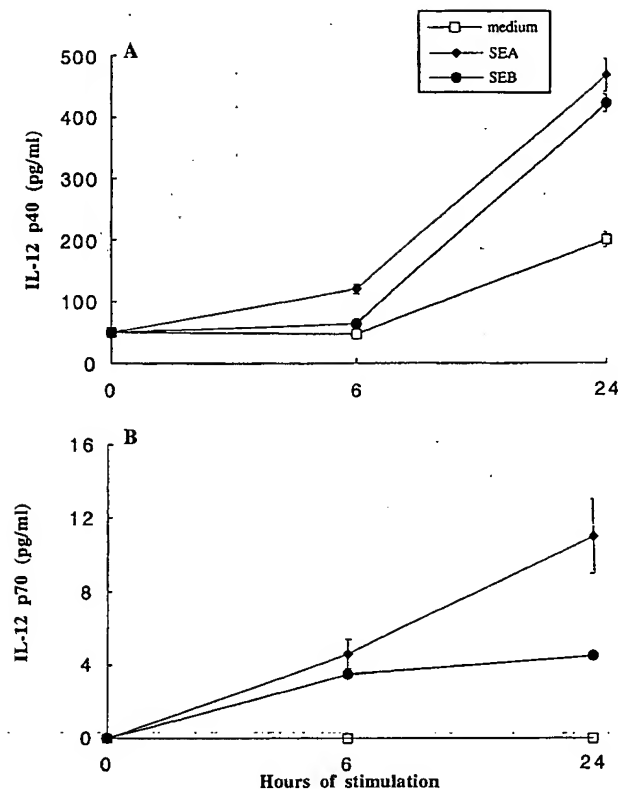 medium
SEA
SEB
A
500
400
300
200
100
0
IL-12 p40 (pg/ml)
0 6 24
B
16
12
8
4
0
IL-12 p70 (pg/ml)
0 6 24
Hours of stimulation